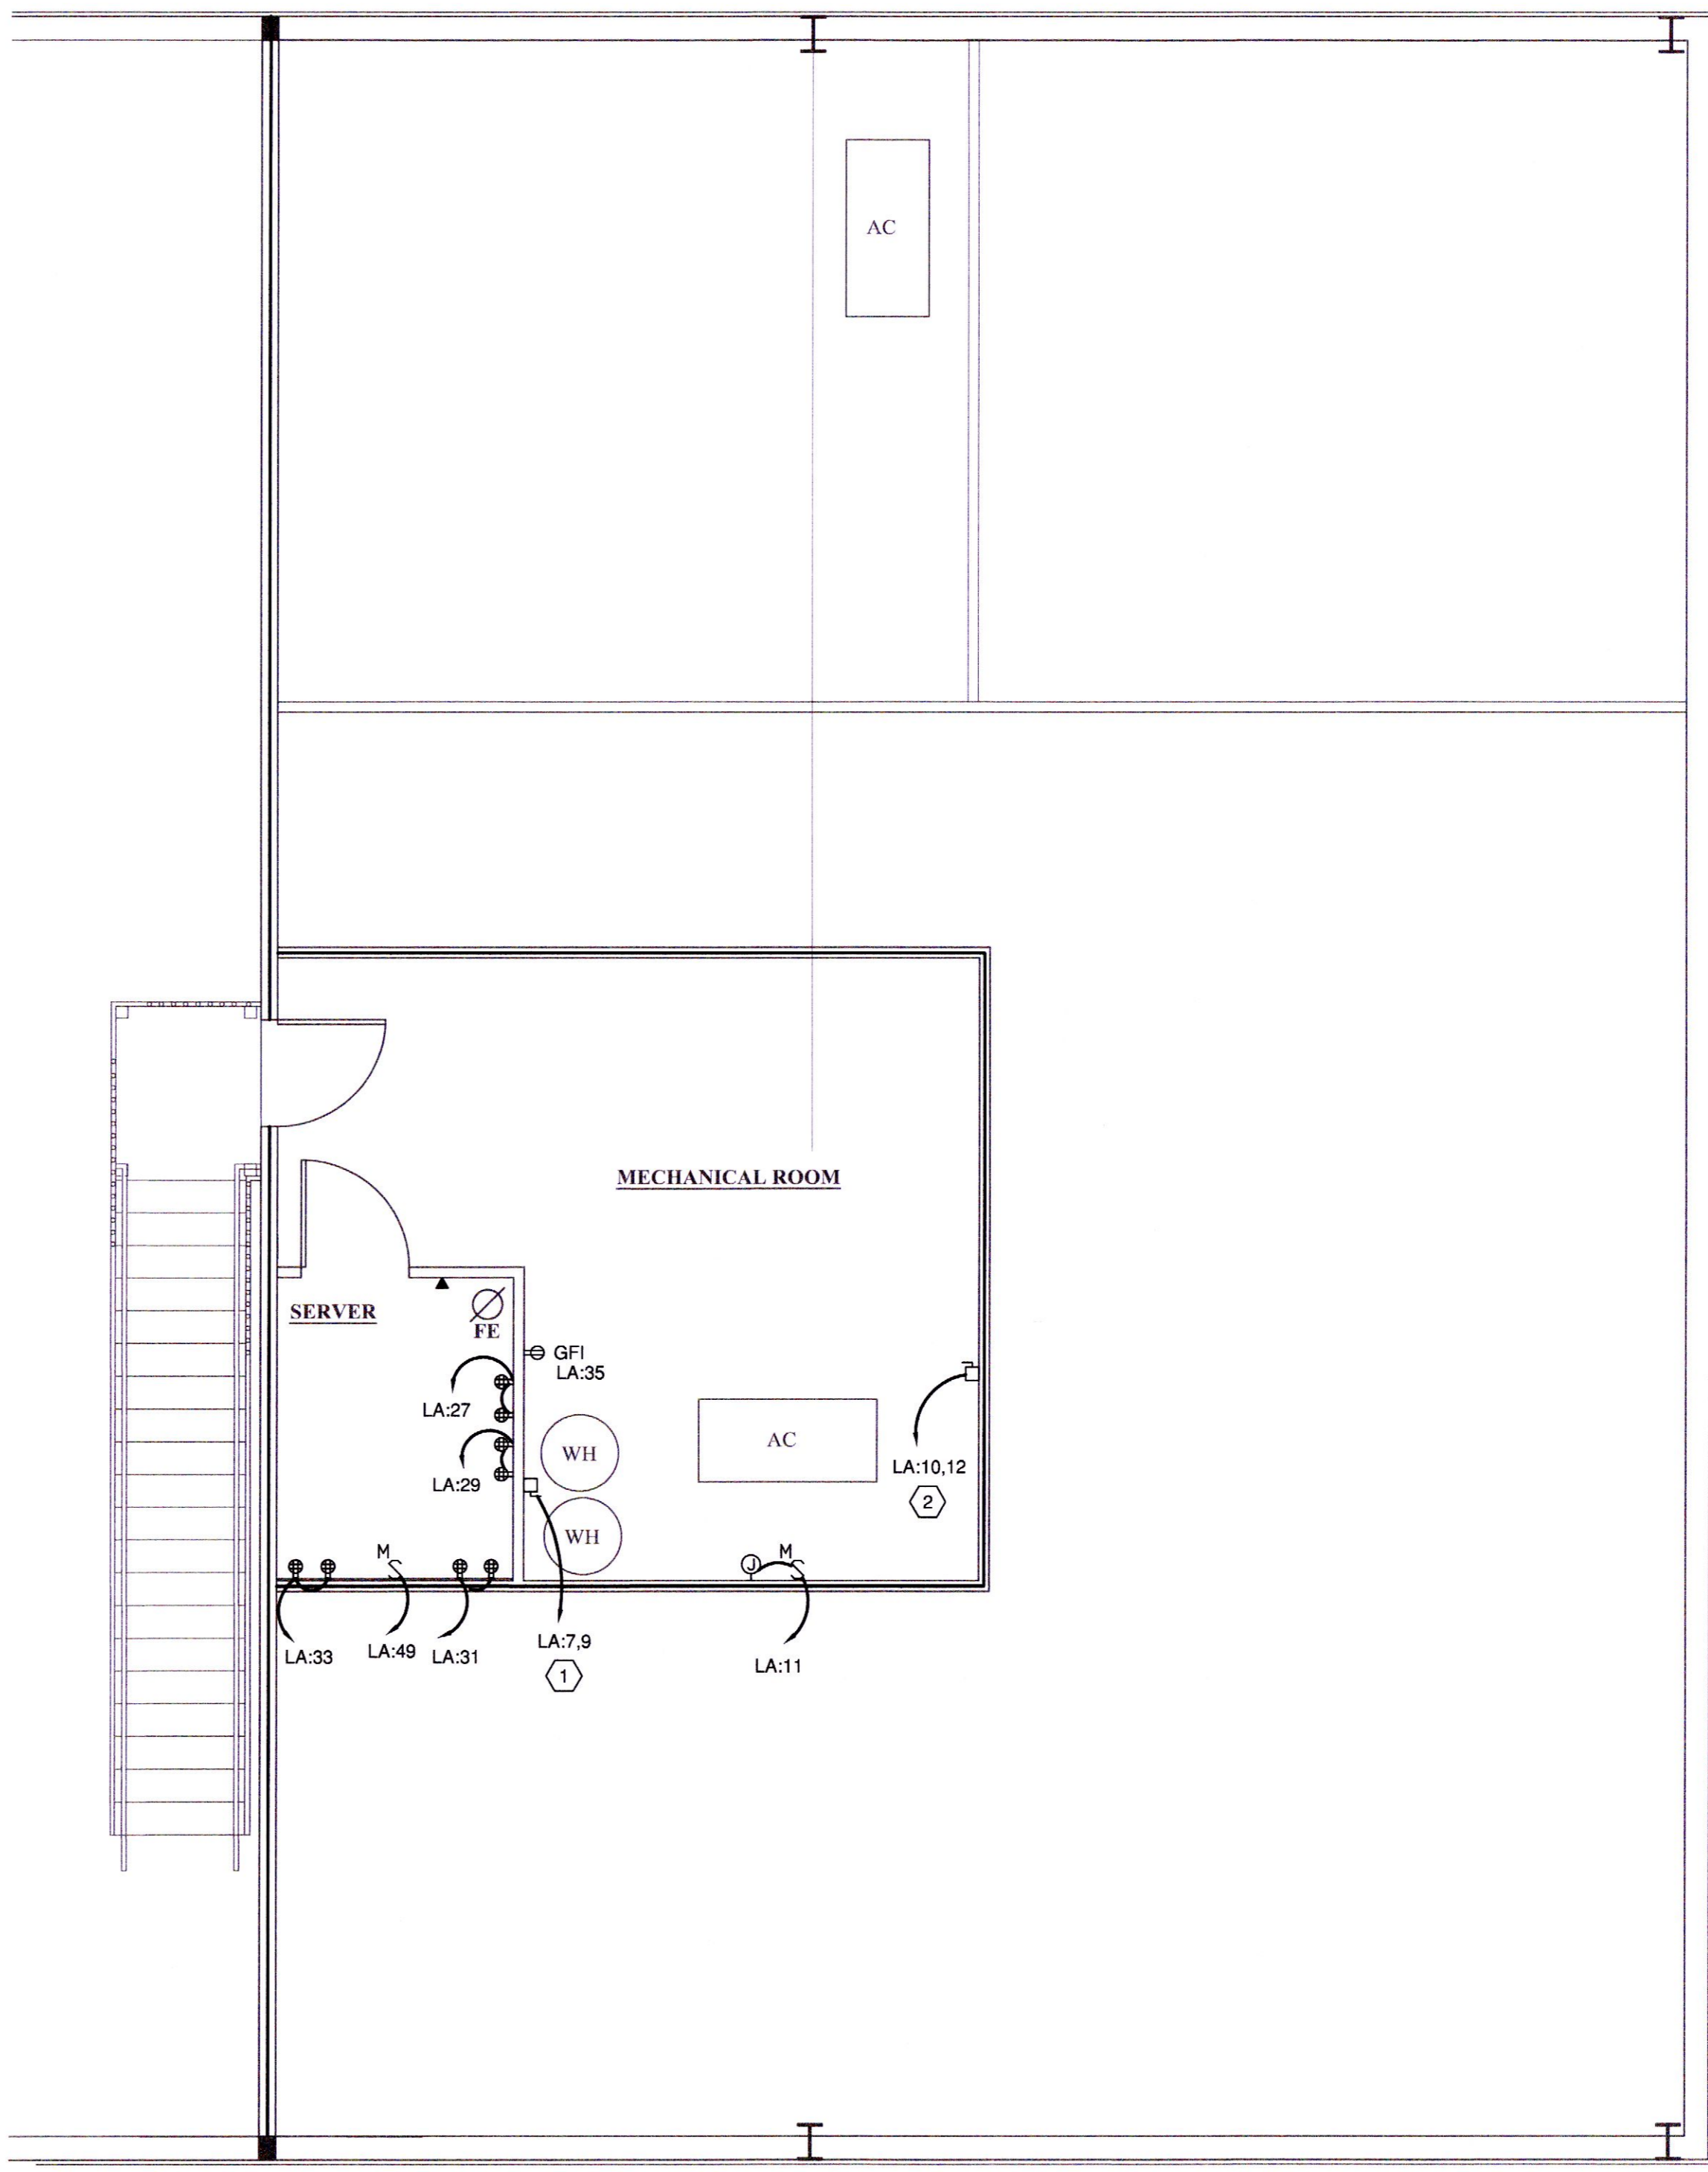 AC
MECHANICAL ROOM
SERVER
FE
GFI
LA:35
LA:27
WH
AC
LA:10,12
2
LA:29
WH
M
J
M
LA:33
LA:49
LA:31
LA:7,9
1
LA:11